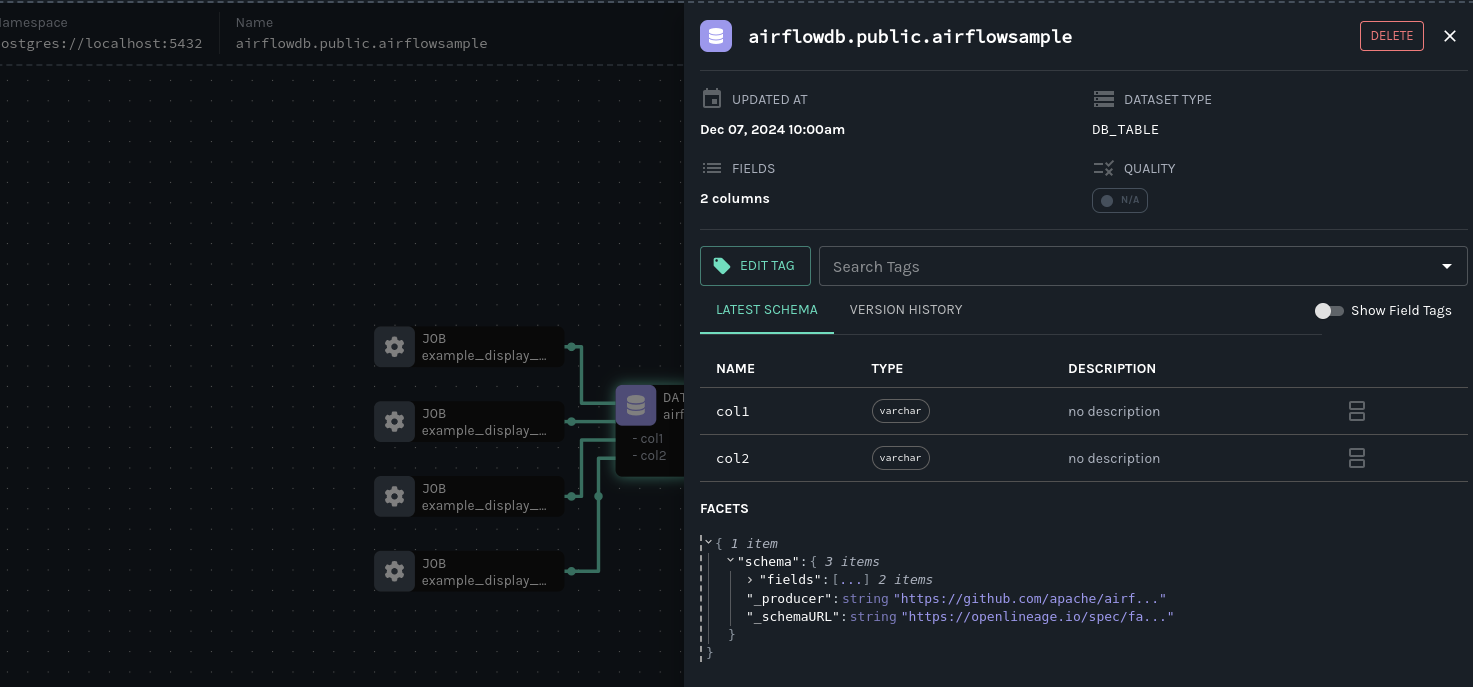 amespace
Name
ostgres://localhost:5432
airflowdb.public.airflowsample
JOB
example_display_...
JOB
example_display_...
JOB
example_display_...
JOB
example_display_...
DAT
airf
- col1
- col2
airflowdb.public.airflowsample
DELETE
UPDATED AT
DATASET TYPE
Dec 07, 2024 10:00am
DB_TABLE
FIELDS
QUALITY
2 columns
N/A
EDIT TAG
Search Tags
LATEST SCHEMA
VERSION HISTORY
Show Field Tags
NAME
TYPE
DESCRIPTION
col1
varchar
no description
col2
varchar
no description
FACETS
{ 1 item
"schema":{ 3 items
"fields":[...] 2 items
"_producer":string "https://github.com/apache/airf..."
"_schemaURL":string "https://openlineage.io/spec/fa..."
}
}